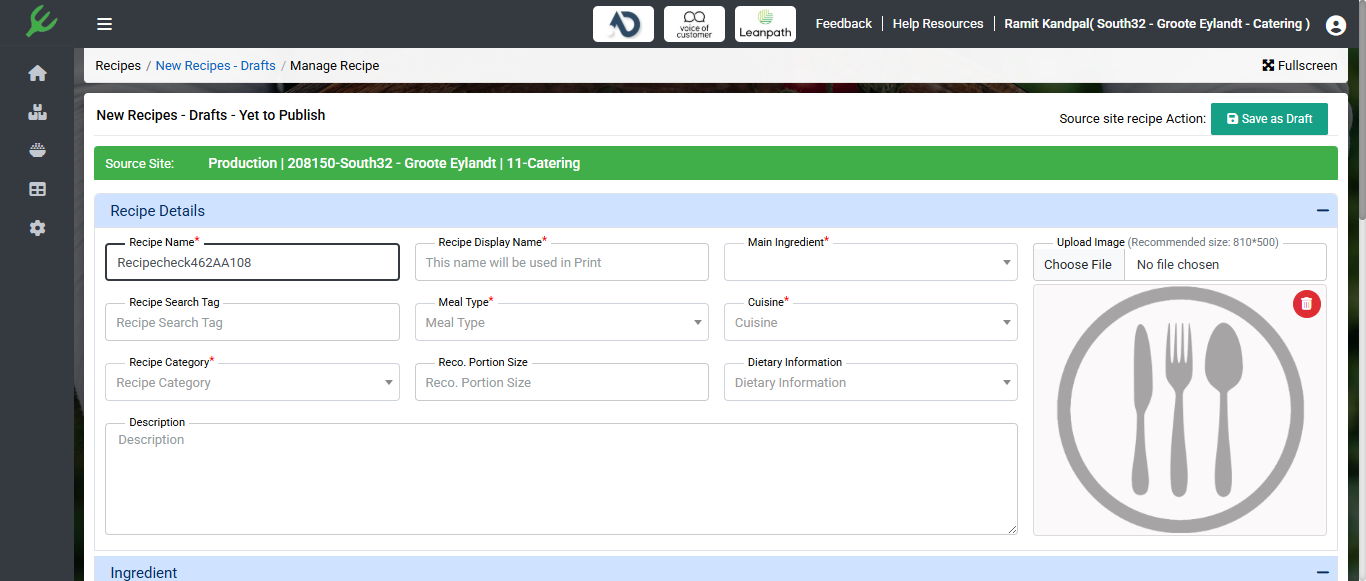 voice of
customer
Leanpath
Feedback
Help Resources
Ramit Kandpal( South32 - Groote Eylandt - Catering )
Recipes / New Recipes - Drafts / Manage Recipe
Fullscreen
New Recipes - Drafts - Yet to Publish
Source site recipe Action:
Save as Draft
Source Site: Production | 208150-South32 - Groote Eylandt | 11-Catering
Recipe Details
Recipe Name*
Recipecheck462AA108
Recipe Display Name*
This name will be used in Print
Main Ingredient*
Upload Image (Recommended size: 810*500)
Choose File No file chosen
Recipe Search Tag
Recipe Search Tag
Meal Type*
Meal Type
Cuisine*
Cuisine
Recipe Category*
Recipe Category
Reco. Portion Size
Reco. Portion Size
Dietary Information
Dietary Information
Description
Description
Ingredient